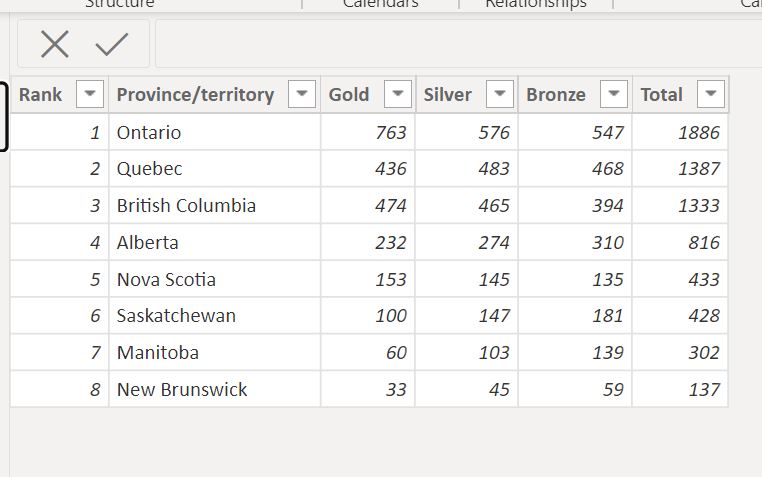 Structure Calendars Relationships
Rank Province/territory Gold Silver Bronze Total
1 Ontario 763 576 547 1886
2 Quebec 436 483 468 1387
3 British Columbia 474 465 394 1333
4 Alberta 232 274 310 816
5 Nova Scotia 153 145 135 433
6 Saskatchewan 100 147 181 428
7 Manitoba 60 103 139 302
8 New Brunswick 33 45 59 137